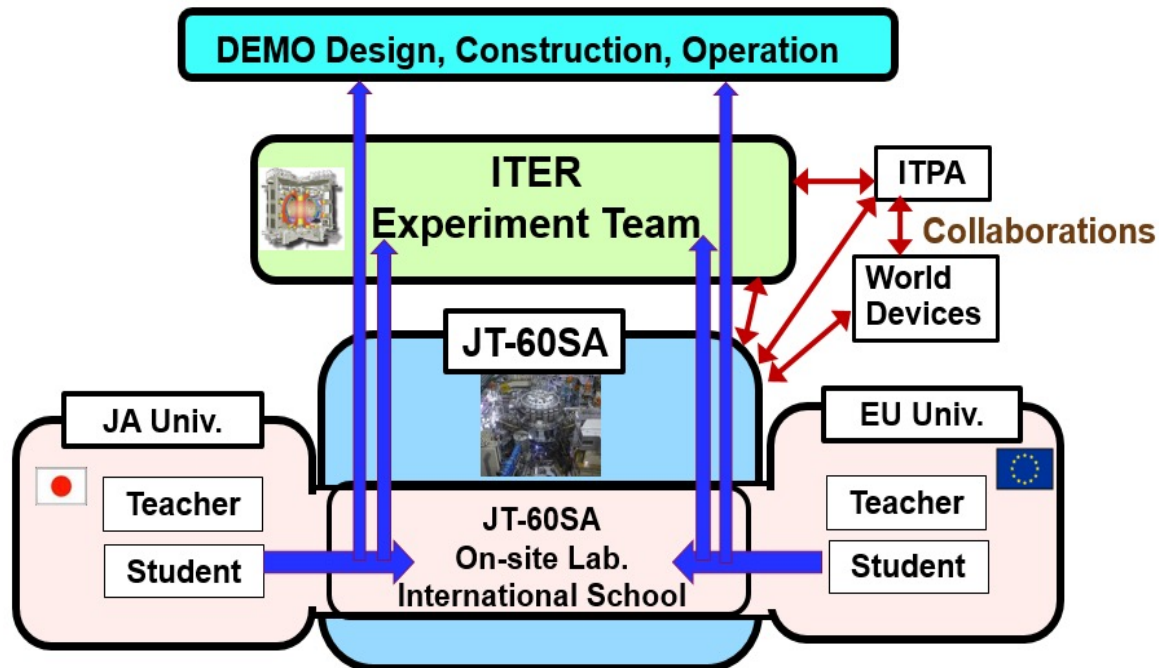 DEMO Design, Construction, Operation
ITER
Experiment Team
ITPA
Collaborations
World
Devices
JT-60SA
JA Univ.
EU Univ.
Teacher
Student
JT-60SA
On-site Lab.
International School
Teacher
Student